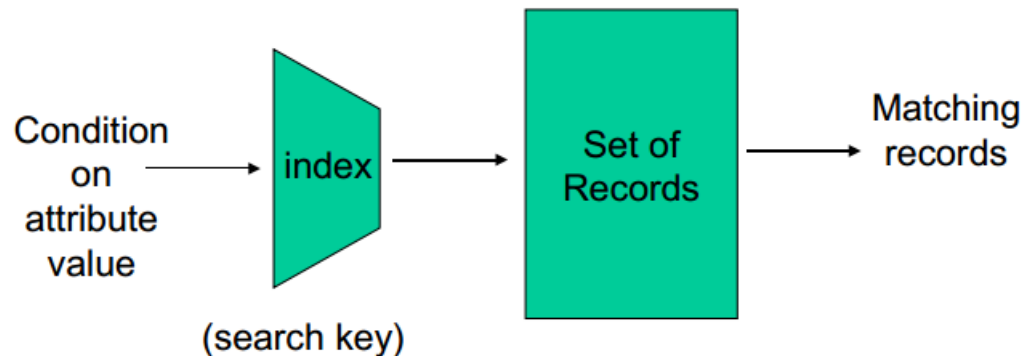 Condition
on
attribute
value
index
(search key)
Set of
Records
Matching
records